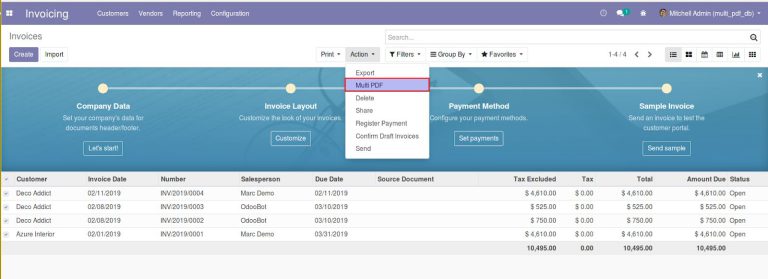 Invoicing Customers Vendors Reporting Configuration 1 Mitchell Admin (multi_pdf_db)
Invoices
Search...
Create Import Print Action Filters Group By Favorites 1-4 / 4
Export
Multi PDF
Delete
Share
Register Payment
Confirm Draft Invoices
Send
Company Data
Set your company's data for documents header/footer.
Let's start!
Invoice Layout
Customize the look of your invoices.
Customize
Payment Method
Configure your payment methods.
Set payments
Sample Invoice
Send an invoice to test the customer portal.
Send sample
Customer Invoice Date Number Salesperson Due Date Source Document Tax Excluded Tax Total Amount Due Status
Deco Addict 02/11/2019 INV/2019/0004 Marc Demo 02/11/2019 $ 4,610.00 $ 0.00 $ 4,610.00 $ 4,610.00 Open
Deco Addict 02/08/2019 INV/2019/0003 OdooBot 03/10/2019 $ 525.00 $ 0.00 $ 525.00 $ 525.00 Open
Deco Addict 02/08/2019 INV/2019/0002 OdooBot 03/10/2019 $ 750.00 $ 0.00 $ 750.00 $ 750.00 Open
Azure Interior 02/01/2019 INV/2019/0001 Marc Demo 03/31/2019 $ 4,610.00 $ 0.00 $ 4,610.00 $ 4,610.00 Open
10,495.00 0.00 10,495.00 10,495.00